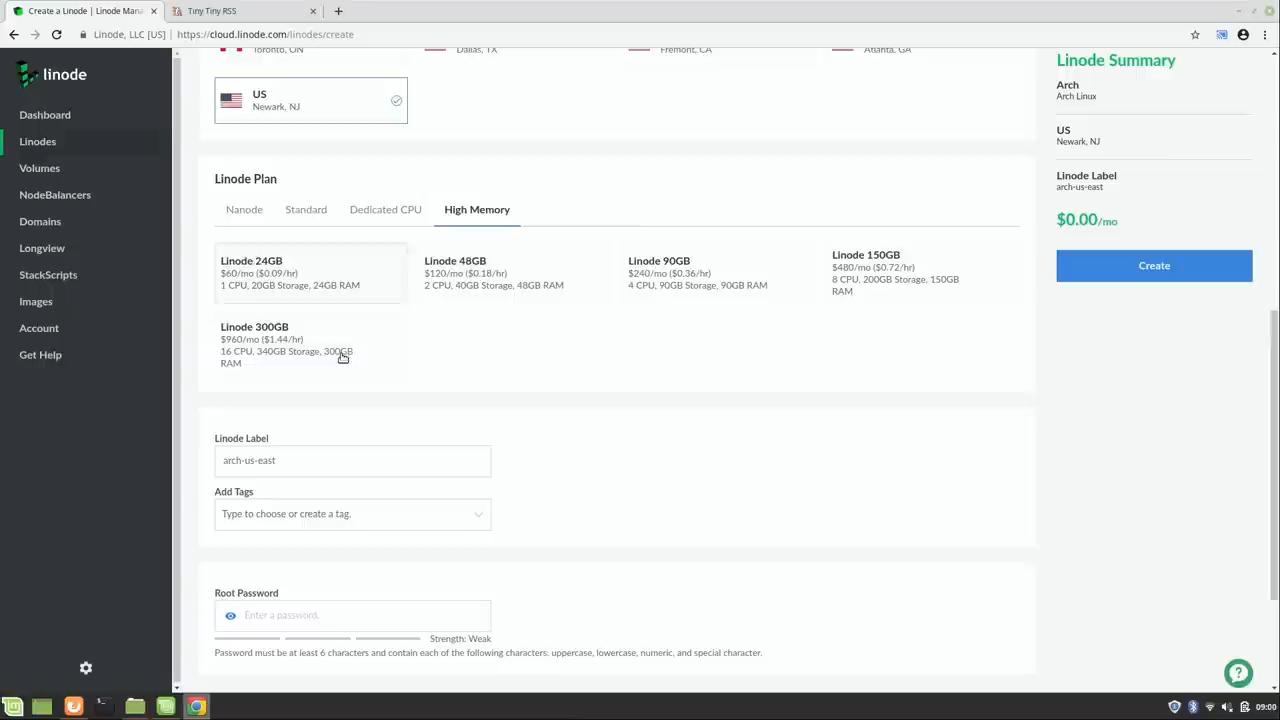 Create a Linode | Linode Mana
Tiny Tiny RSS
Linode, LLC [US] | https://cloud.linode.com/linodes/create
linode
Dashboard
Linodes
Volumes
NodeBalancers
Domains
Longview
StackScripts
Images
Account
Get Help
Toronto, ON
Dallas, TX
Fremont, CA
Atlanta, GA
US
Newark, NJ
Linode Plan
Nanode Standard Dedicated CPU High Memory
Linode 24GB
$60/mo ($0.09/hr)
1 CPU, 20GB Storage, 24GB RAM
Linode 48GB
$120/mo ($0.18/hr)
2 CPU, 40GB Storage, 48GB RAM
Linode 90GB
$240/mo ($0.36/hr)
4 CPU, 90GB Storage, 90GB RAM
Linode 150GB
$480/mo ($0.72/hr)
8 CPU, 200GB Storage, 150GB
RAM
Linode 300GB
$960/mo ($1.44/hr)
16 CPU, 340GB Storage, 300GB
RAM
Linode Label
arch-us-east
Add Tags
Type to choose or create a tag.
Root Password
Enter a password.
Strength: Weak
Password must be at least 6 characters and contain each of the following characters: uppercase, lowercase, numeric, and special character.
Linode Summary
Arch
Arch Linux
US
Newark, NJ
Linode Label
arch-us-east
$0.00/mo
Create
09:00